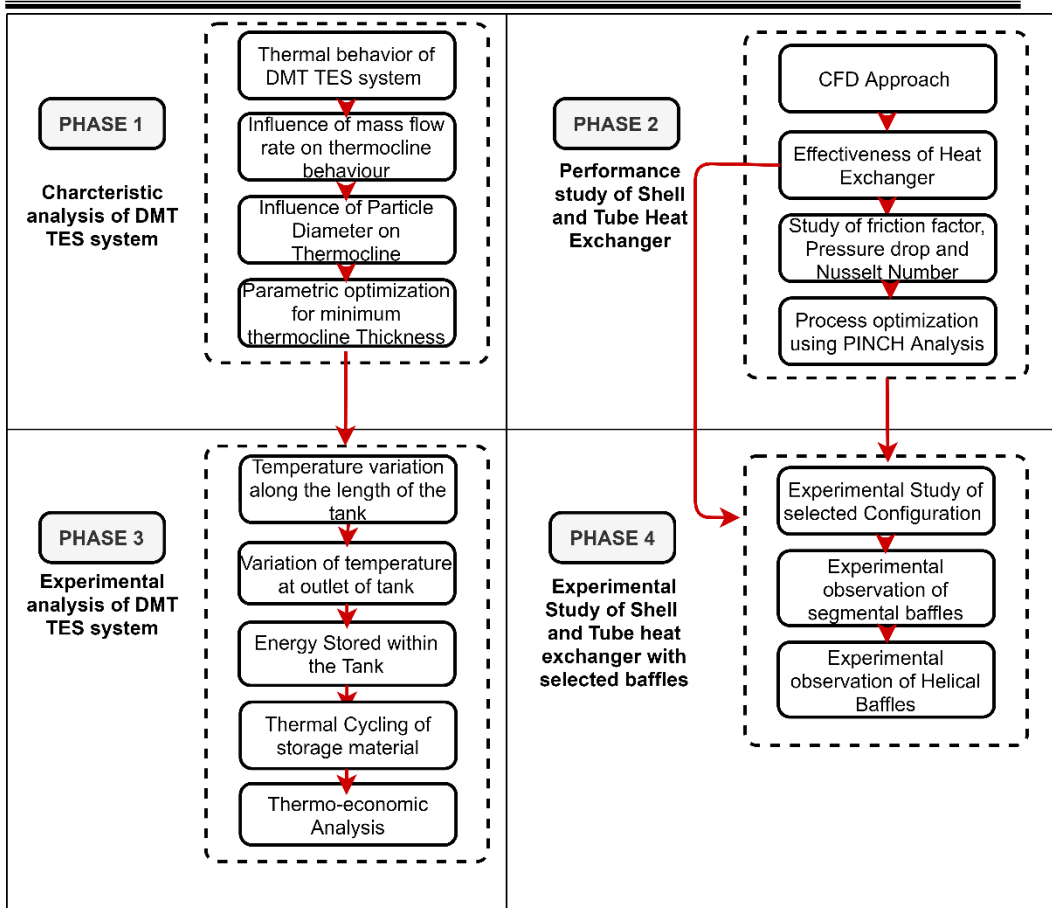 PHASE 1
Charcteristic
analysis of DMT
TES system
Thermal behavior of
DMT TES system
Influence of mass flow
rate on thermocline
behaviour
Influence of Particle
Diameter on
Thermocline
Parametric optimization
for minimum
thermocline Thickness
PHASE 2
Performance
study of Shell
and Tube Heat
Exchanger
CFD Approach
Effectiveness of Heat
Exchanger
Study of friction factor,
Pressure drop and
Nusselt Number
Process optimization
using PINCH Analysis
PHASE 3
Experimental
analysis of DMT
TES system
Temperature variation
along the length of the
tank
Variation of temperature
at outlet of tank
Energy Stored within
the Tank
Thermal Cycling of
storage material
Thermo-economic
Analysis
PHASE 4
Experimental
Study of Shell
and Tube heat
exchanger with
selected baffles
Experimental Study of
selected Configuration
Experimental
observation of
segmental baffles
Experimental
observation of Helical
Baffles